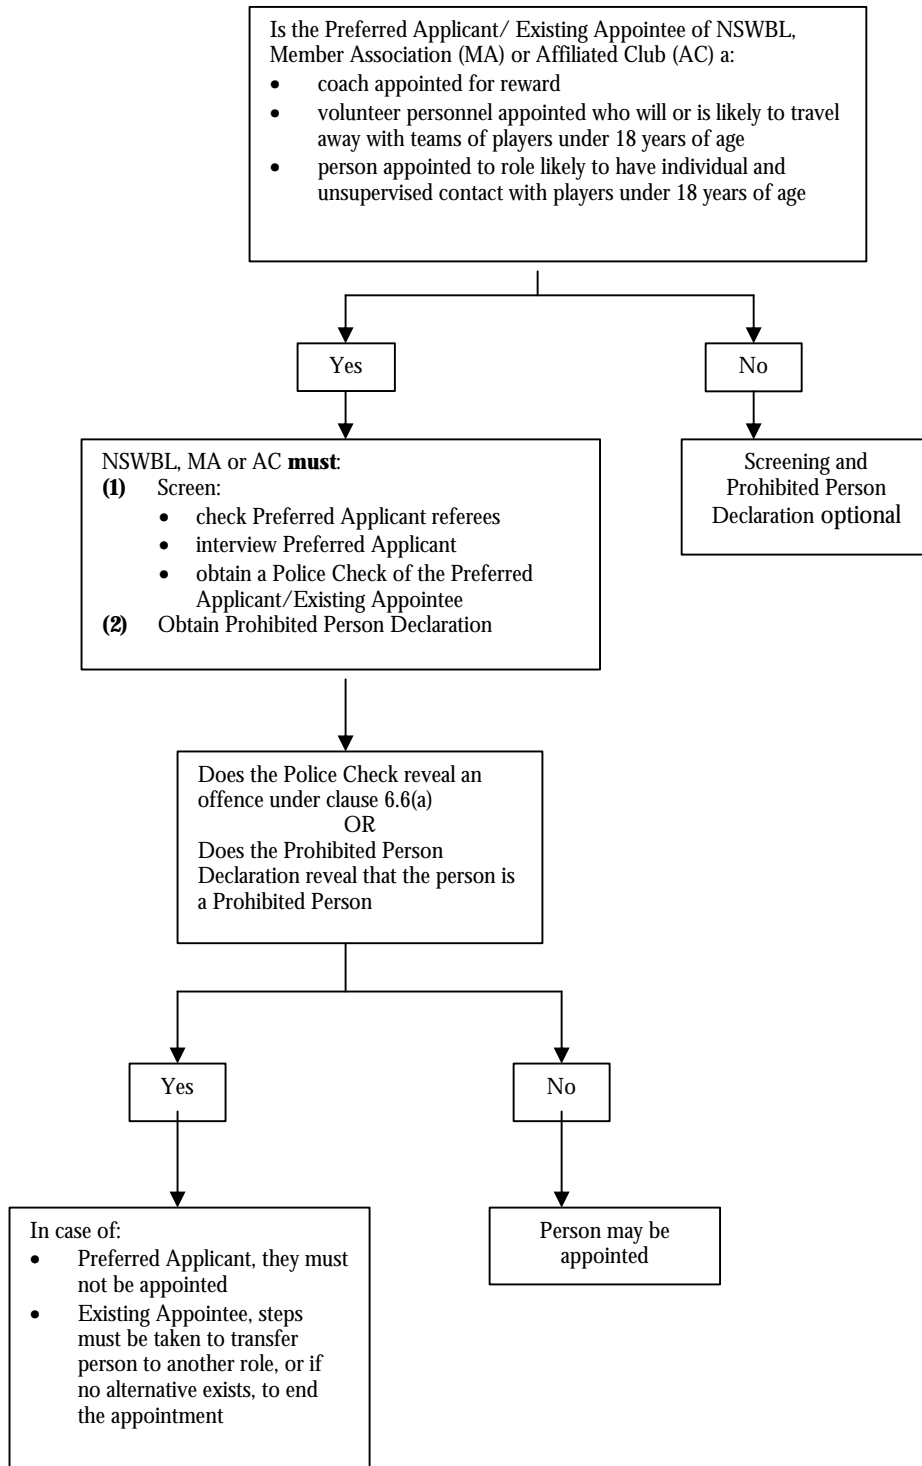 Is the Preferred Applicant/ Existing Appointee of NSWBL,
Member Association (MA) or Affiliated Club (AC) a:
• coach appointed for reward
• volunteer personnel appointed who will or is likely to travel
away with teams of players under 18 years of age
• person appointed to role likely to have individual and
unsupervised contact with players under 18 years of age
Yes
No
NSWBL, MA or AC must:
(1) Screen:
• check Preferred Applicant referees
• interview Preferred Applicant
• obtain a Police Check of the Preferred
Applicant/Existing Appointee
(2) Obtain Prohibited Person Declaration
Screening and
Prohibited Person
Declaration optional
Does the Police Check reveal an
offence under clause 6.6(a)
OR
Does the Prohibited Person
Declaration reveal that the person is
a Prohibited Person
Yes
No
In case of:
• Preferred Applicant, they must
not be appointed
• Existing Appointee, steps
must be taken to transfer
person to another role, or if
no alternative exists, to end
the appointment
Person may be
appointed